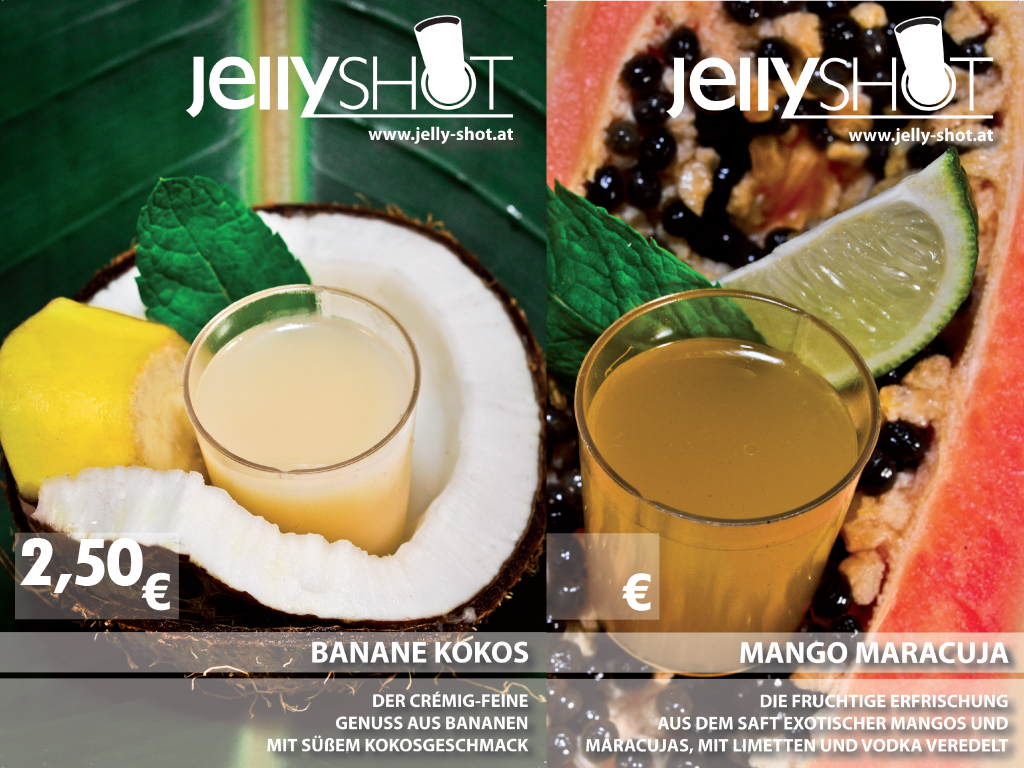 JellySHOT
www.jelly-shot.at
2,50 €
BANANE KOKOS
DER CRÉMIG-FEINE
GENUSS AUS BANANEN
MIT SÜßEM KOKOSGESCHMACK
JellySHOT
www.jelly-shot.at
€
MANGO MARACUJA
DIE FRUCHTIGE ERFRISCHUNG
AUS DEM SAFT EXOTISCHER MANGOS UND
MARACUJAS, MIT LIMETTEN UND VODKA VEREDELT